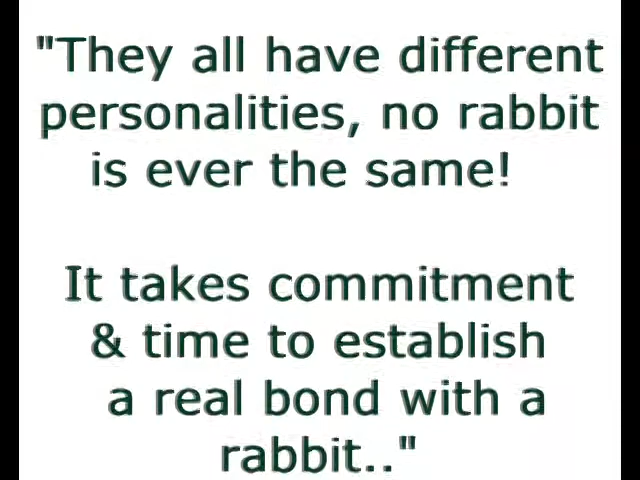 "They all have different
personalities, no rabbit
is ever the same!
It takes commitment
& time to establish
a real bond with a
rabbit.."